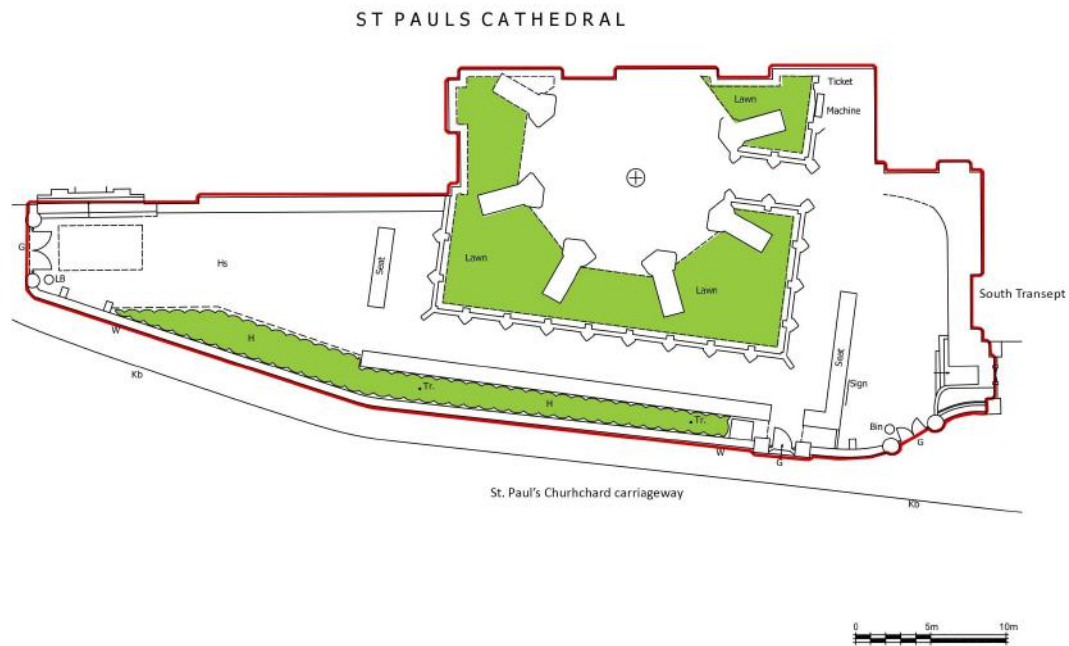 ST PAULS CATHEDRAL
Ticket
Machine
Lawn
G
LB
Hs
Seat
Lawn
Lawn
South Transept
Seat
Sign
W
H
Kb
Tr.
H
Tr.
Bin
G
W
G
St. Paul's Churhchard carriageway
Kb
0 5m 10m